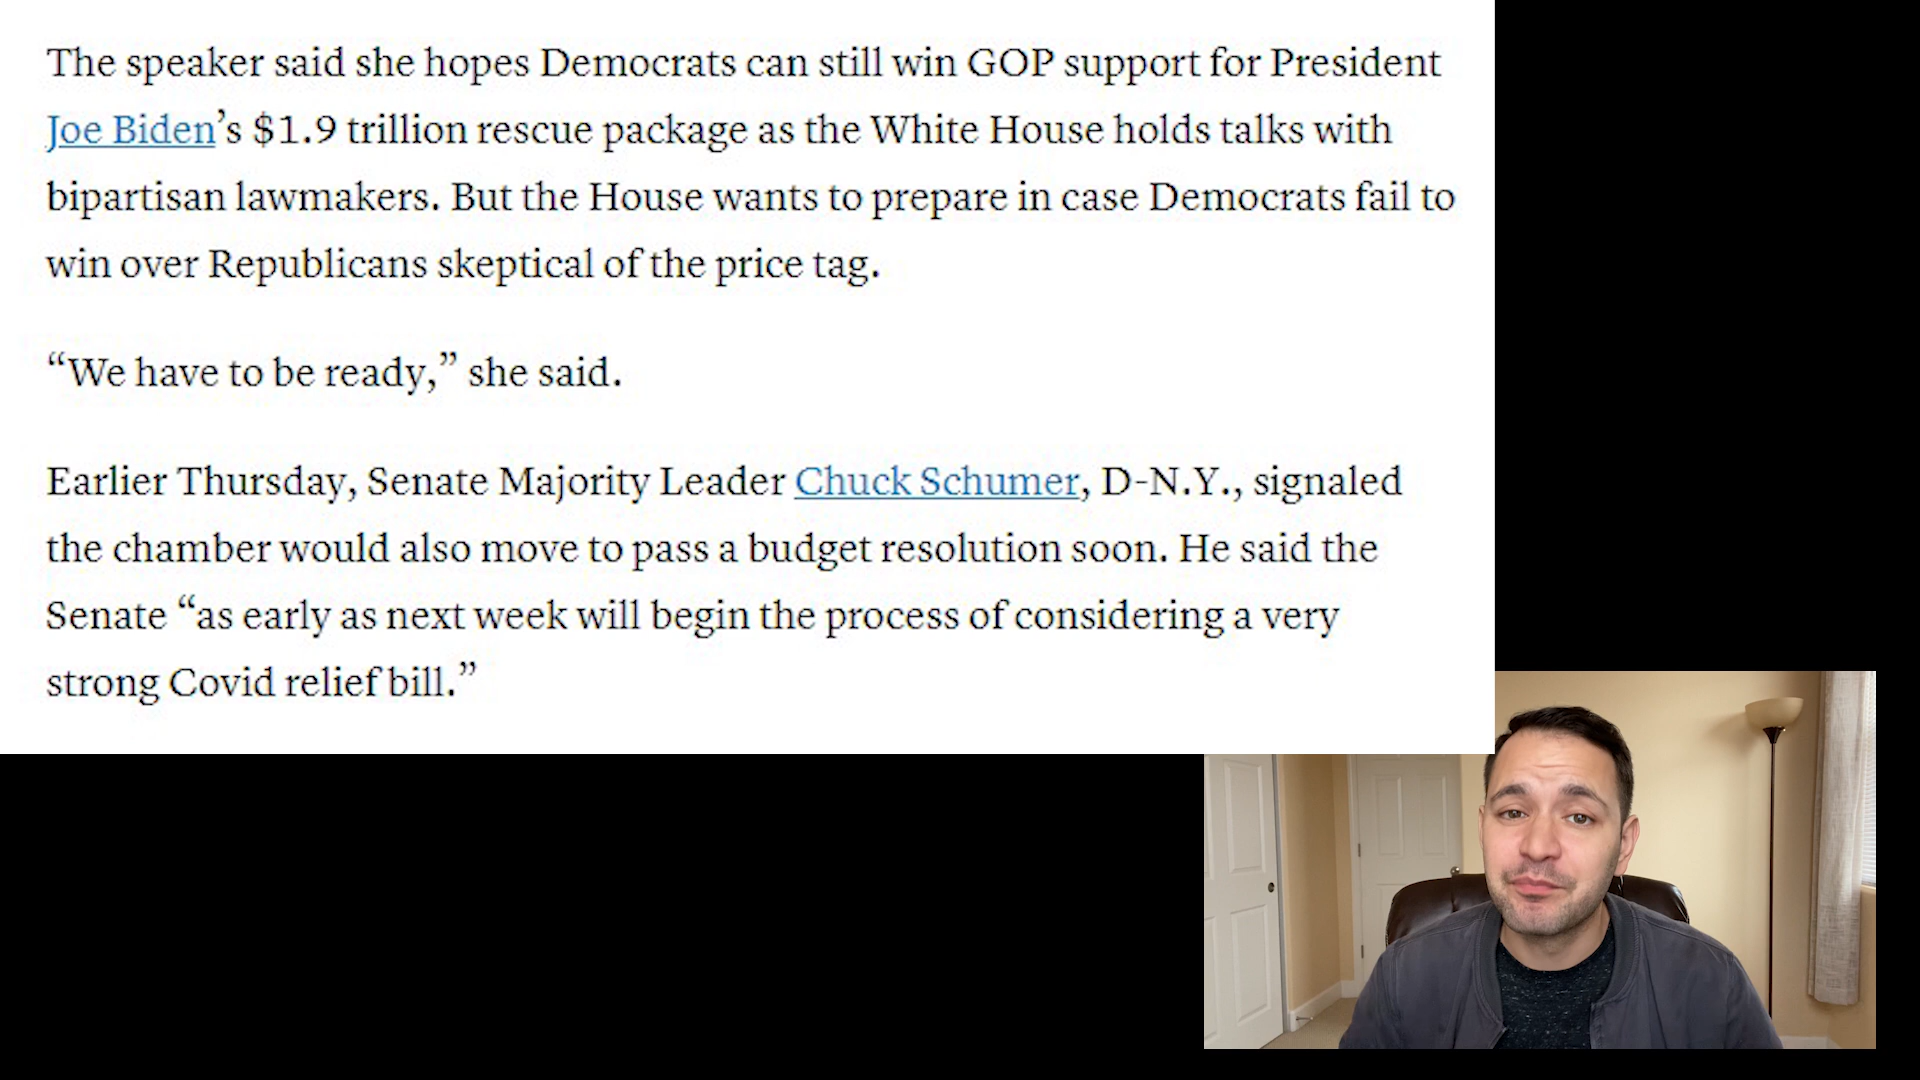 The speaker said she hopes Democrats can still win GOP support for President
Joe Biden’s $1.9 trillion rescue package as the White House holds talks with
bipartisan lawmakers. But the House wants to prepare in case Democrats fail to
win over Republicans skeptical of the price tag.
“We have to be ready,” she said.
Earlier Thursday, Senate Majority Leader Chuck Schumer, D-N.Y., signaled
the chamber would also move to pass a budget resolution soon. He said the
Senate “as early as next week will begin the process of considering a very
strong Covid relief bill.”